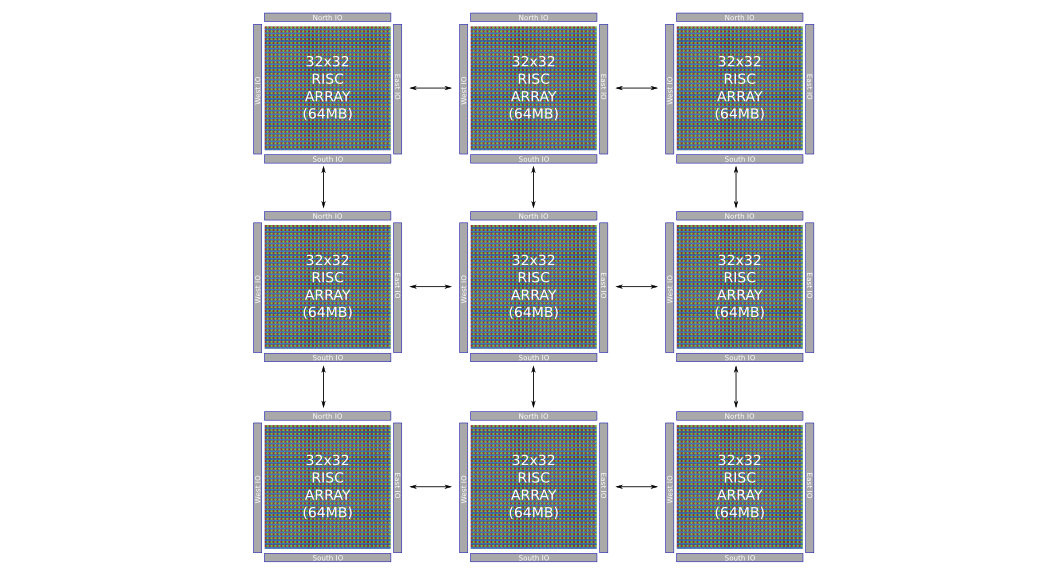 North IO
North IO
North IO
West IO
32x32
RISC
ARRAY
(64MB)
East IO
West IO
32x32
RISC
ARRAY
(64MB)
East IO
West IO
32x32
RISC
ARRAY
(64MB)
East IO
South IO
South IO
South IO
North IO
North IO
North IO
West IO
32x32
RISC
ARRAY
(64MB)
East IO
West IO
32x32
RISC
ARRAY
(64MB)
East IO
West IO
32x32
RISC
ARRAY
(64MB)
East IO
South IO
South IO
South IO
North IO
North IO
North IO
West IO
32x32
RISC
ARRAY
(64MB)
East IO
West IO
32x32
RISC
ARRAY
(64MB)
East IO
West IO
32x32
RISC
ARRAY
(64MB)
East IO
South IO
South IO
South IO